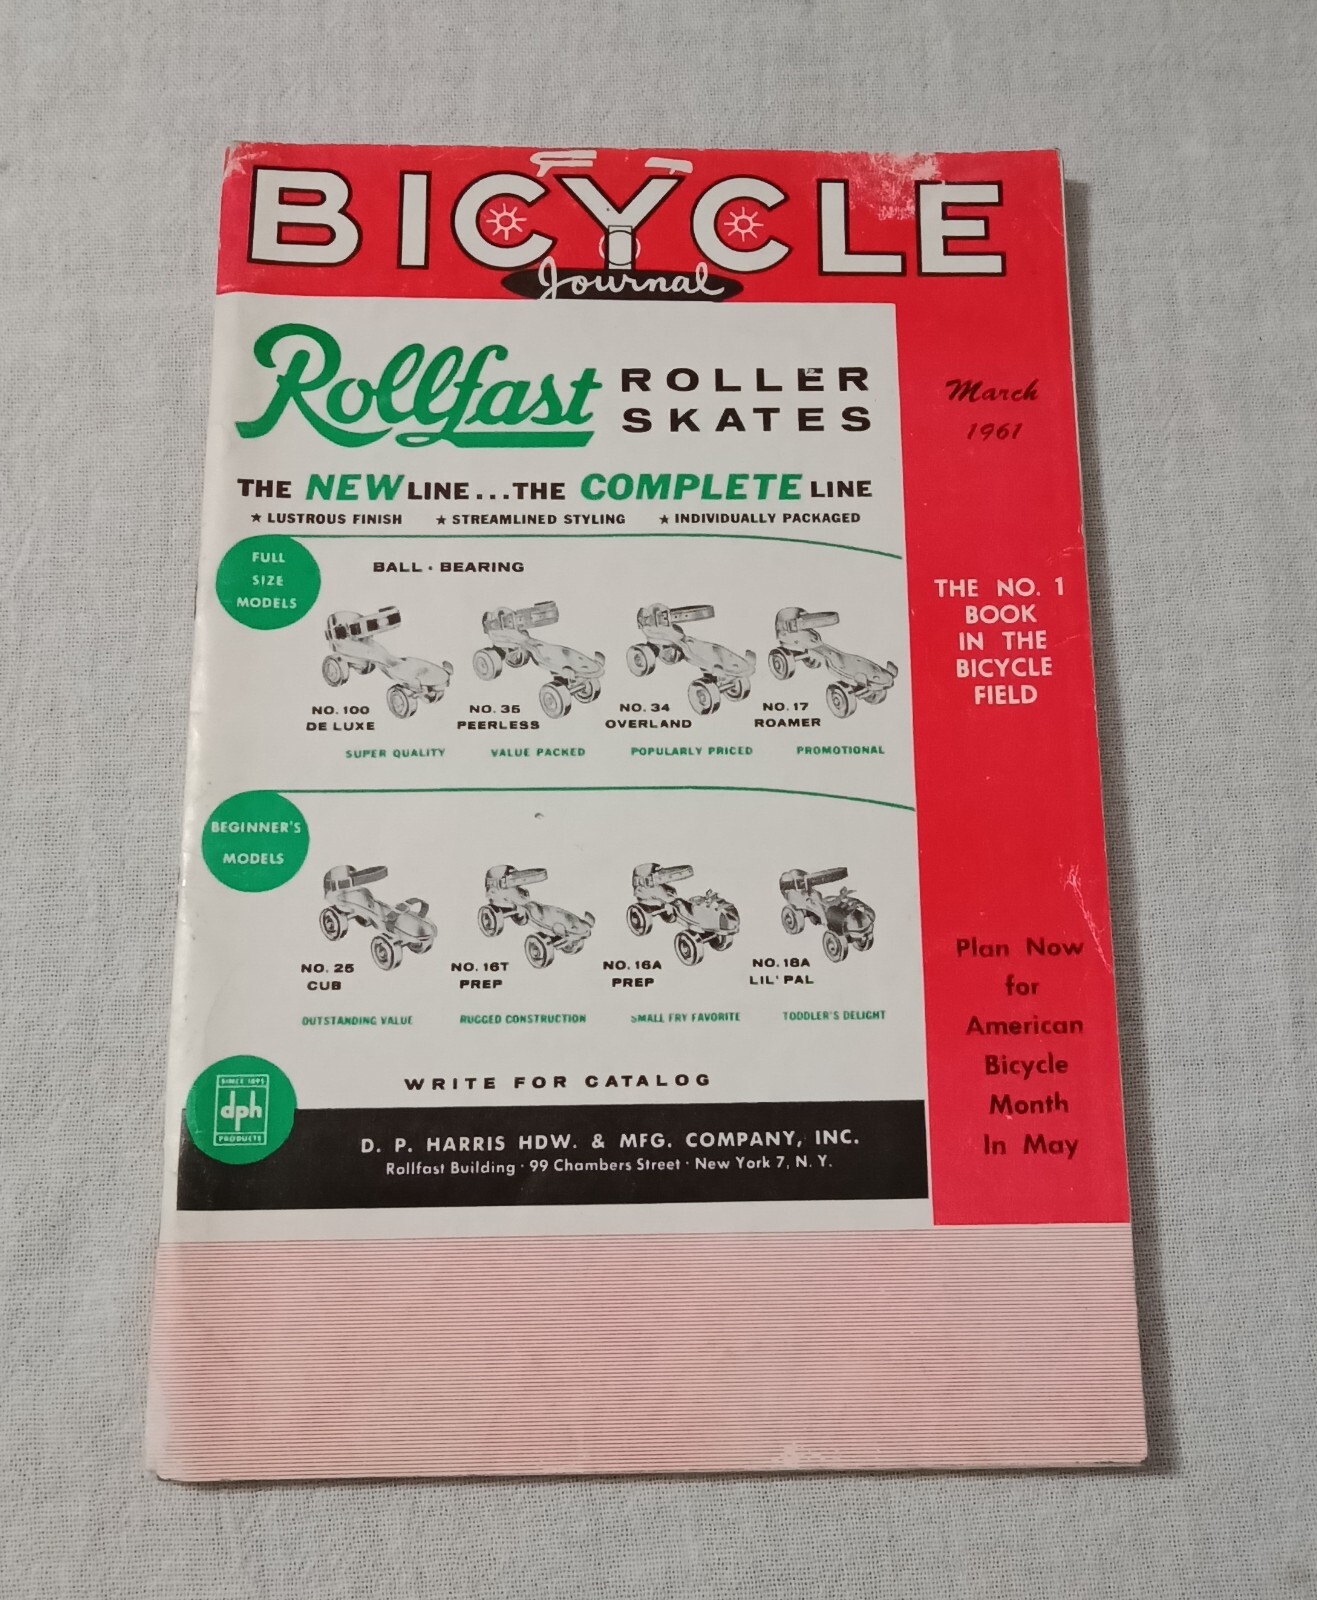 BICYCLE
Journal
Rollfast ROLLER
SKATES
March
1961
THE NEW LINE...THE COMPLETE LINE
★ LUSTROUS FINISH ★ STREAMLINED STYLING ★ INDIVIDUALLY PACKAGED
FULL
SIZE
MODELS
BALL · BEARING
NO. 100
DE LUXE
SUPER QUALITY
NO. 35
PEERLESS
VALUE PACKED
NO. 34
OVERLAND
POPULARLY PRICED
NO. 17
ROAMER
PROMOTIONAL
THE NO. 1
BOOK
IN THE
BICYCLE
FIELD
BEGINNER'S
MODELS
NO. 25
CUB
OUTSTANDING VALUE
NO. 16T
PREP
RUGGED CONSTRUCTION
NO. 16A
PREP
SMALL FRY FAVORITE
NO. 18A
LIL' PAL
TODDLER'S DELIGHT
Plan Now
for
American
Bicycle
Month
In May
WRITE FOR CATALOG
SINCE 1895
dph
PRODUCTS
D. P. HARRIS HDW. & MFG. COMPANY, INC.
Rollfast Building · 99 Chambers Street · New York 7, N. Y.